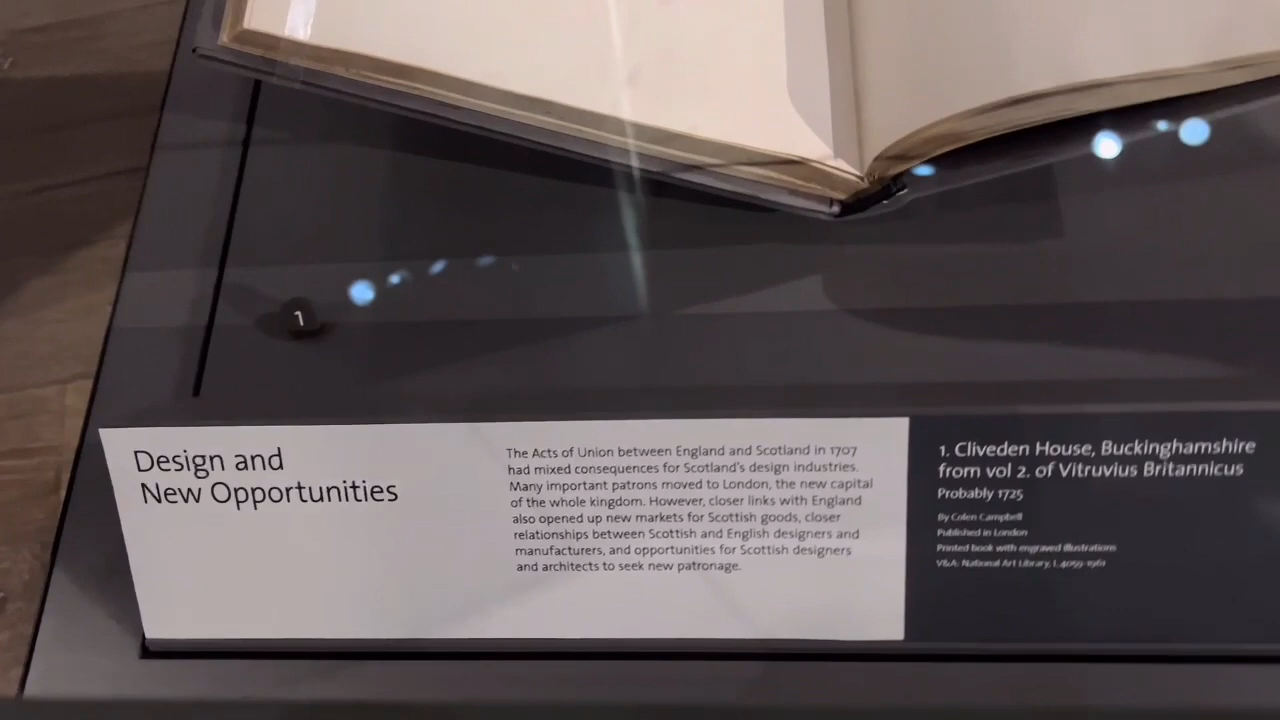 1
Design and
New Opportunities
The Acts of Union between England and Scotland in 1707
had mixed consequences for Scotland's design industries.
Many important patrons moved to London, the new capital
of the whole kingdom. However, closer links with England
also opened up new markets for Scottish goods, closer
relationships between Scottish and English designers and
manufacturers, and opportunities for Scottish designers
and architects to seek new patronage.
1. Cliveden House, Buckinghamshire
from vol 2. of Vitruvius Britannicus
Probably 1725
By Colen Campbell
Published in London
Printed book with engraved illustrations
V&A: National Art Library, L.4059-1961